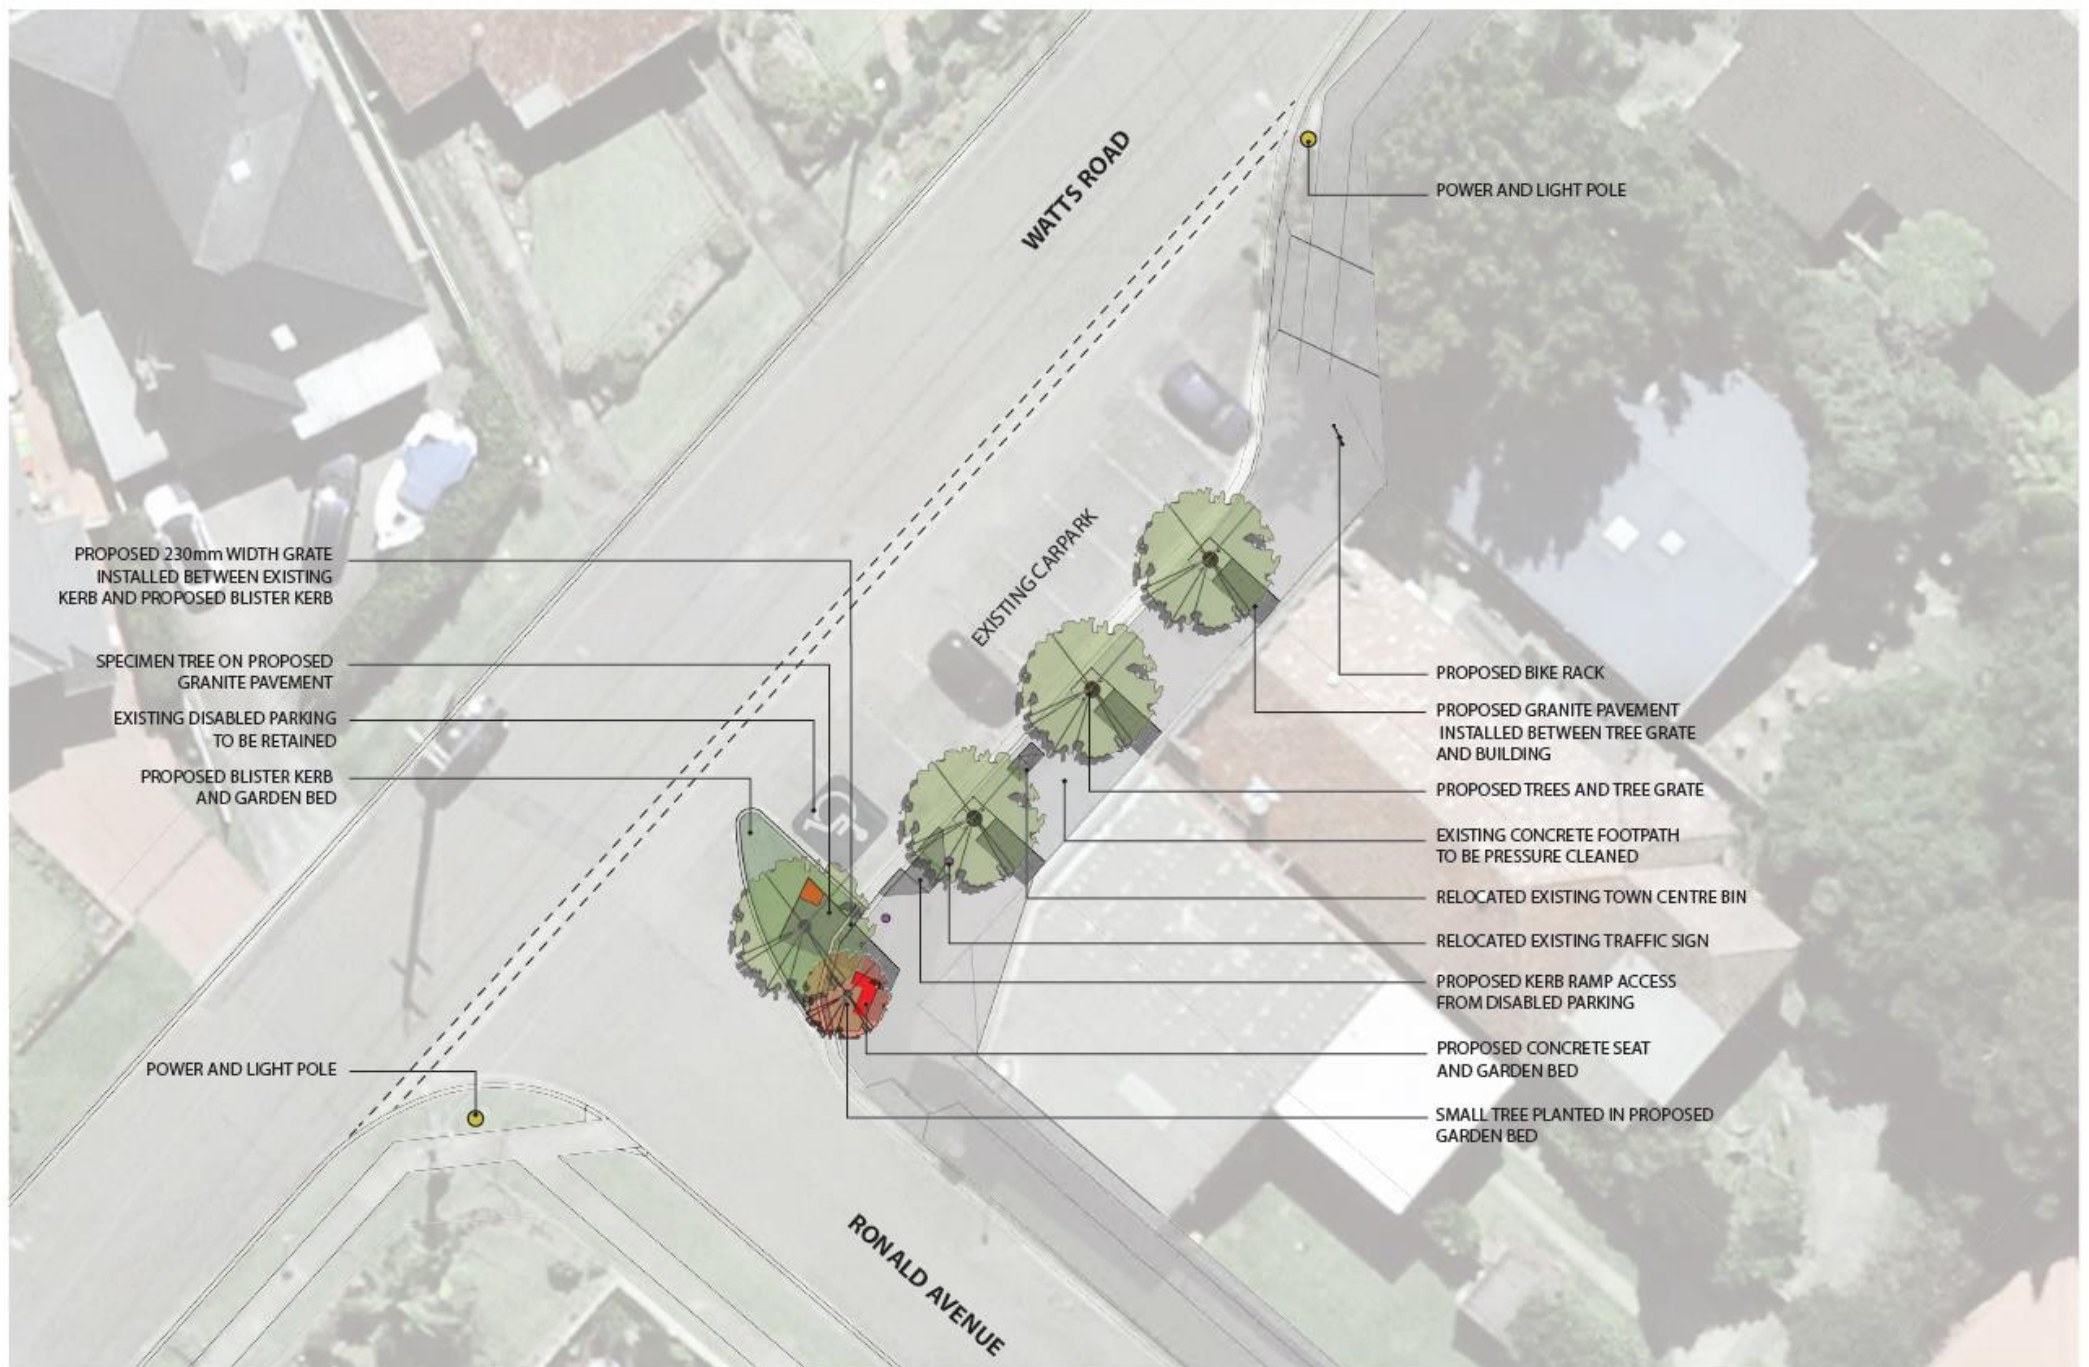 WATTS ROAD
POWER AND LIGHT POLE
EXISTING CARPARK
PROPOSED 230mm WIDTH GRATE
INSTALLED BETWEEN EXISTING
KERB AND PROPOSED BLISTER KERB
SPECIMEN TREE ON PROPOSED
GRANITE PAVEMENT
EXISTING DISABLED PARKING
TO BE RETAINED
PROPOSED BLISTER KERB
AND GARDEN BED
POWER AND LIGHT POLE
PROPOSED BIKE RACK
PROPOSED GRANITE PAVEMENT
INSTALLED BETWEEN TREE GRATE
AND BUILDING
PROPOSED TREES AND TREE GRATE
EXISTING CONCRETE FOOTPATH
TO BE PRESSURE CLEANED
RELOCATED EXISTING TOWN CENTRE BIN
RELOCATED EXISTING TRAFFIC SIGN
PROPOSED KERB RAMP ACCESS
FROM DISABLED PARKING
PROPOSED CONCRETE SEAT
AND GARDEN BED
SMALL TREE PLANTED IN PROPOSED
GARDEN BED
RONALD AVENUE